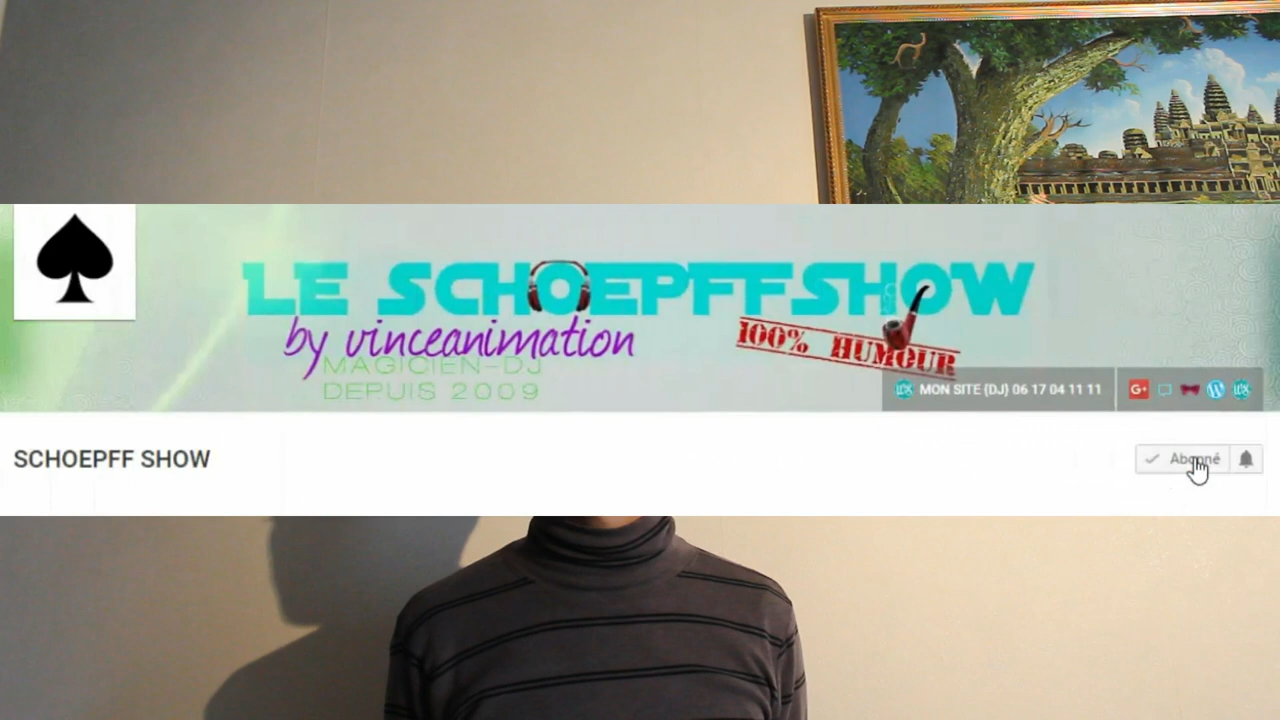 LE SCHOEPFFSHOW
by vinceanimation
100% HUMOUR
MAGICIEN-DJ
DEPUIS 2009
MON SITE (DJ) 06 17 04 11 11
G+
SCHOEPFF SHOW
Abonné